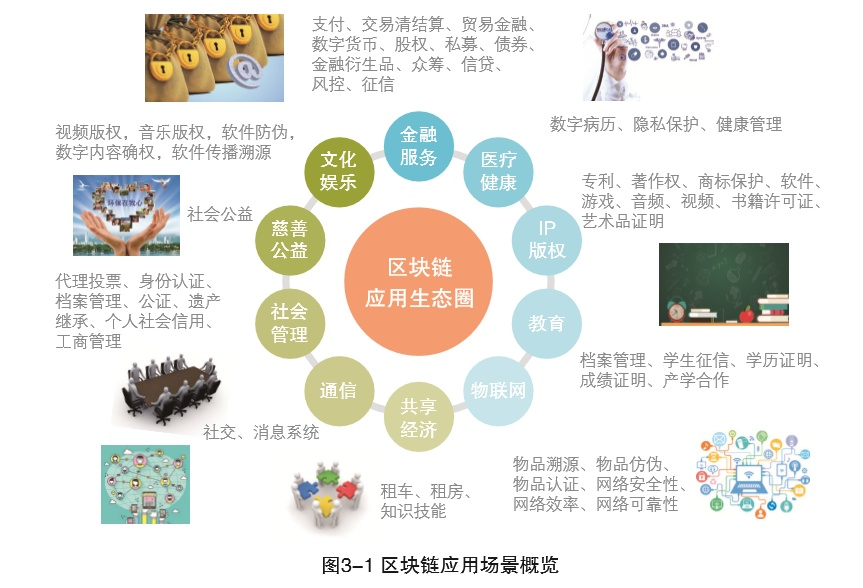 支付、交易清结算、贸易金融、
数字货币、股权、私募、债券、
金融衍生品、众筹、信贷、
风控、征信
数字病历、隐私保护、健康管理
视频版权，音乐版权，软件防伪，
数字内容确权，软件传播溯源
金融
服务
文化
娱乐
医疗
健康
专利、著作权、商标保护、软件、
游戏、音频、视频、书籍许可证、
艺术品证明
环保在我心
社会公益
慈善
公益
IP
版权
区块链
应用生态圈
代理投票、身份认证、
档案管理、公证、遗产
继承、个人社会信用、
工商管理
社会
管理
教育
档案管理、学生征信、学历证明、
成绩证明、产学合作
通信
物联网
共享
经济
社交、消息系统
物品溯源、物品仿伪、
物品认证、网络安全性、
网络效率、网络可靠性
租车、租房、
知识技能
图3-1 区块链应用场景概览